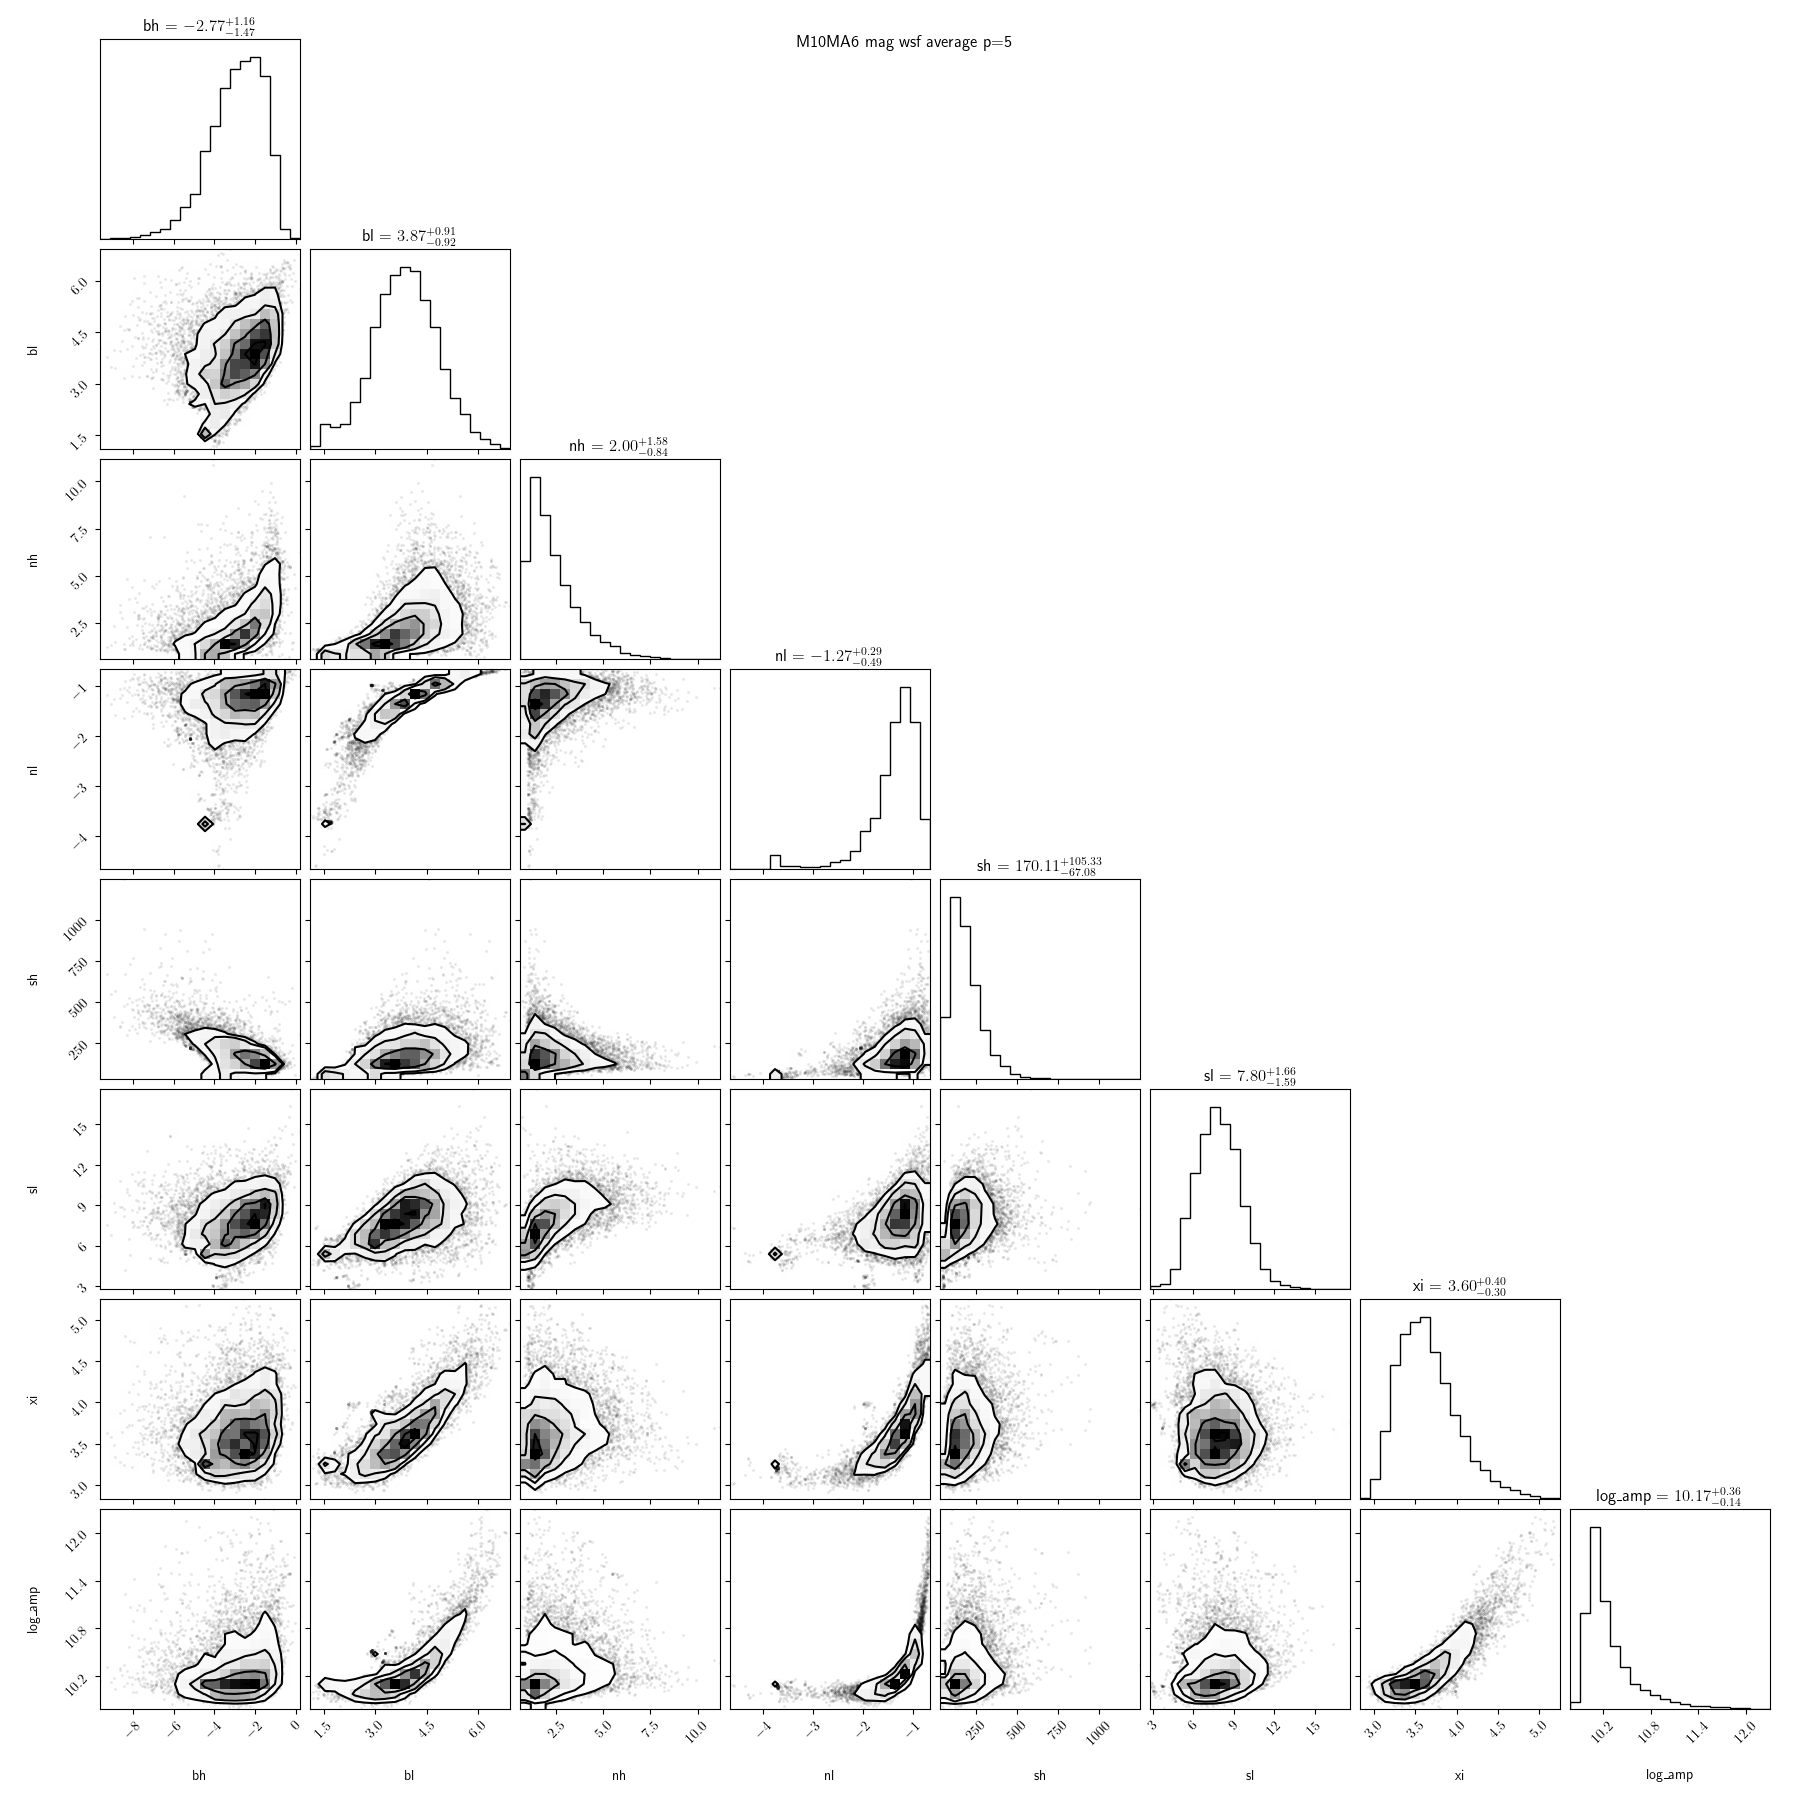 M10MA6 mag wsf average p=5
bh = −2.77+1.16 −1.47
bl = 3.87+0.91 −0.92
nh = 2.00+1.58 −0.84
nl = −1.27+0.29 −0.49
sh = 170.11+105.33 −67.08
sl = 7.80+1.66 −1.59
xi = 3.60+0.40 −0.30
log_amp = 10.17+0.36 −0.14
bl
6.0
4.5
3.0
1.5
nh
10.0
7.5
5.0
2.5
nl
−1
−2
−3
−4
sh
1000
750
500
250
sl
15
12
9
6
3
xi
5.0
4.5
4.0
3.5
3.0
log_amp
12.0
11.4
10.8
10.2
−8 −6 −4 −2 0 1.5 3.0 4.5 6.0 2.5 5.0 7.5 10.0 −4 −3 −2 −1 250 500 750 1000 3 6 9 12 15 3.0 3.5 4.0 4.5 5.0 10.2 10.8 11.4 12.0
bh bl nh nl sh sl xi log_amp